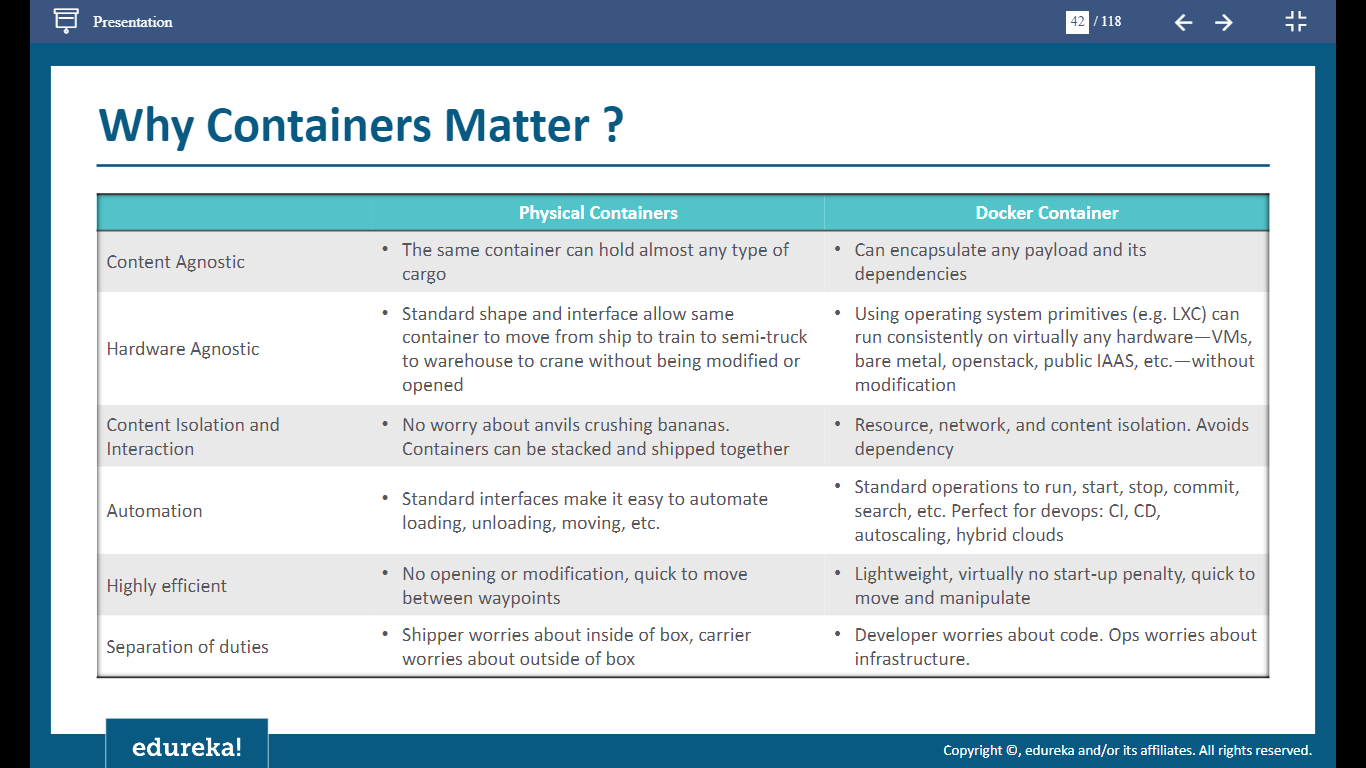 Presentation
42 / 118
Why Containers Matter ?
Physical Containers
Docker Container
Content Agnostic
• The same container can hold almost any type of
cargo
• Can encapsulate any payload and its
dependencies
Hardware Agnostic
• Standard shape and interface allow same
container to move from ship to train to semi-truck
to warehouse to crane without being modified or
opened
• Using operating system primitives (e.g. LXC) can
run consistently on virtually any hardware—VMs,
bare metal, openstack, public IAAS, etc.—without
modification
Content Isolation and
Interaction
• No worry about anvils crushing bananas.
Containers can be stacked and shipped together
• Resource, network, and content isolation. Avoids
dependency
Automation
• Standard interfaces make it easy to automate
loading, unloading, moving, etc.
• Standard operations to run, start, stop, commit,
search, etc. Perfect for devops: CI, CD,
autoscaling, hybrid clouds
Highly efficient
• No opening or modification, quick to move
between waypoints
• Lightweight, virtually no start-up penalty, quick to
move and manipulate
Separation of duties
• Shipper worries about inside of box, carrier
worries about outside of box
• Developer worries about code. Ops worries about
infrastructure.
edureka!
Copyright ©, edureka and/or its affiliates. All rights reserved.